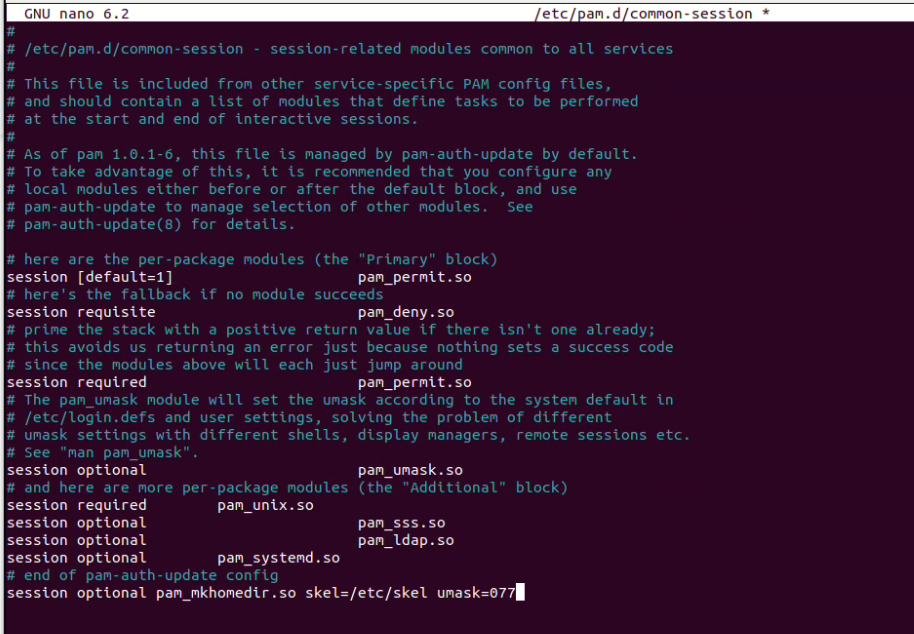 GNU nano 6.2 /etc/pam.d/common-session *
#
# /etc/pam.d/common-session - session-related modules common to all services
#
# This file is included from other service-specific PAM config files,
# and should contain a list of modules that define tasks to be performed
# at the start and end of interactive sessions.
#
# As of pam 1.0.1-6, this file is managed by pam-auth-update by default.
# To take advantage of this, it is recommended that you configure any
# local modules either before or after the default block, and use
# pam-auth-update to manage selection of other modules.  See
# pam-auth-update(8) for details.
# here are the per-package modules (the "Primary" block)
session [default=1]                     pam_permit.so
# here's the fallback if no module succeeds
session requisite                       pam_deny.so
# prime the stack with a positive return value if there isn't one already;
# this avoids us returning an error just because nothing sets a success code
# since the modules above will each just jump around
session required                        pam_permit.so
# The pam_umask module will set the umask according to the system default in
# /etc/login.defs and user settings, solving the problem of different
# umask settings with different shells, display managers, remote sessions etc.
# See "man pam_umask".
session optional                        pam_umask.so
# and here are more per-package modules (the "Additional" block)
session required        pam_unix.so
session optional                        pam_sss.so
session optional                        pam_ldap.so
session optional        pam_systemd.so
# end of pam-auth-update config
session optional pam_mkhomedir.so skel=/etc/skel umask=077